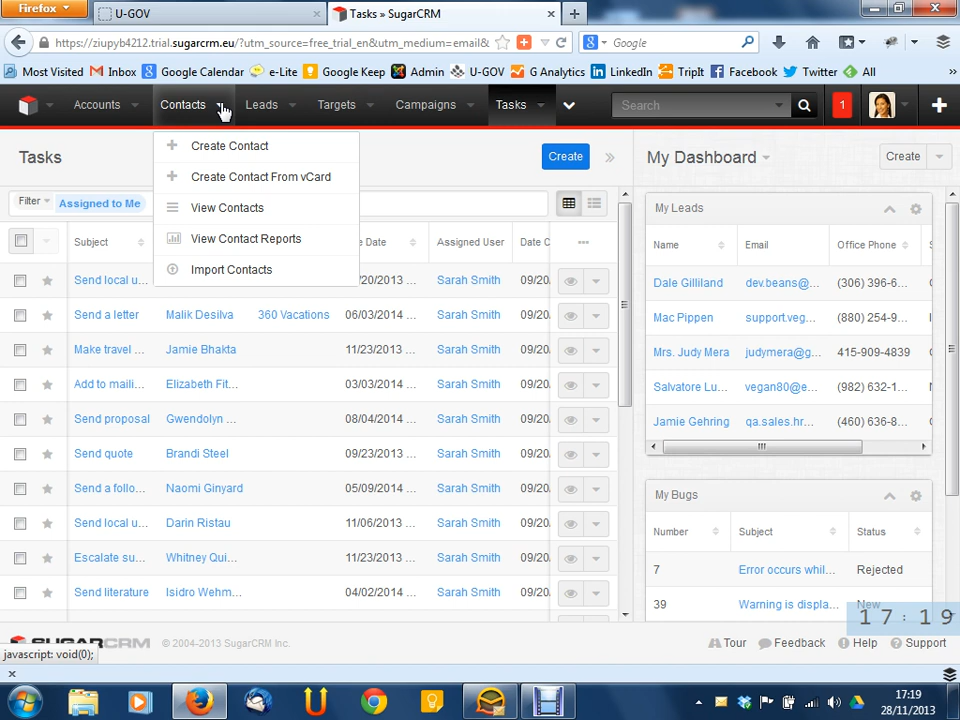 Firefox
U-GOV
Tasks » SugarCRM
https://ziupyb4212.trial.sugarcrm.eu/?utm_source=free_trial_en&utm_medium=email&
Google
Most Visited Inbox Google Calendar e-Lite Google Keep Admin U-GOV G Analytics LinkedIn TripIt Facebook Twitter All »
Accounts Contacts Leads Targets Campaigns Tasks Search 1
Create Contact
Create Contact From vCard
View Contacts
View Contact Reports
Import Contacts
Tasks Create »
Filter Assigned to Me
Subject Date Assigned User Date C
Send local u... /20/2013 ... Sarah Smith 09/20/
Send a letter Malik Desilva 360 Vacations 06/03/2014 ... Sarah Smith 09/20/
Make travel ... Jamie Bhakta 11/23/2013 ... Sarah Smith 09/20/
Add to maili... Elizabeth Fit... 03/03/2014 ... Sarah Smith 09/20/
Send proposal Gwendolyn ... 08/04/2014 ... Sarah Smith 09/20/
Send quote Brandi Steel 09/23/2013 ... Sarah Smith 09/20/
Send a follo... Naomi Ginyard 05/09/2014 ... Sarah Smith 09/20/
Send local u... Darin Ristau 11/06/2013 ... Sarah Smith 09/20/
Escalate su... Whitney Qui... 11/23/2013 ... Sarah Smith 09/20/
Send literature Isidro Wehm... 04/02/2014 ... Sarah Smith 09/20/
My Dashboard Create
My Leads
Name Email Office Phone
Dale Gilliland dev.beans@... (306) 396-6...
Mac Pippen support.veg... (880) 254-9...
Mrs. Judy Mera judymera@g... 415-909-4839
Salvatore Lu... vegan80@e... (982) 632-1...
Jamie Gehring qa.sales.hr... (460) 636-8...
My Bugs
Number Subject Status
7 Error occurs whil... Rejected
39 Warning is displa... New
17:19
SUGARCRM © 2004-2013 SugarCRM Inc. Tour Feedback Help Support
javascript: void(0);
17:19
28/11/2013